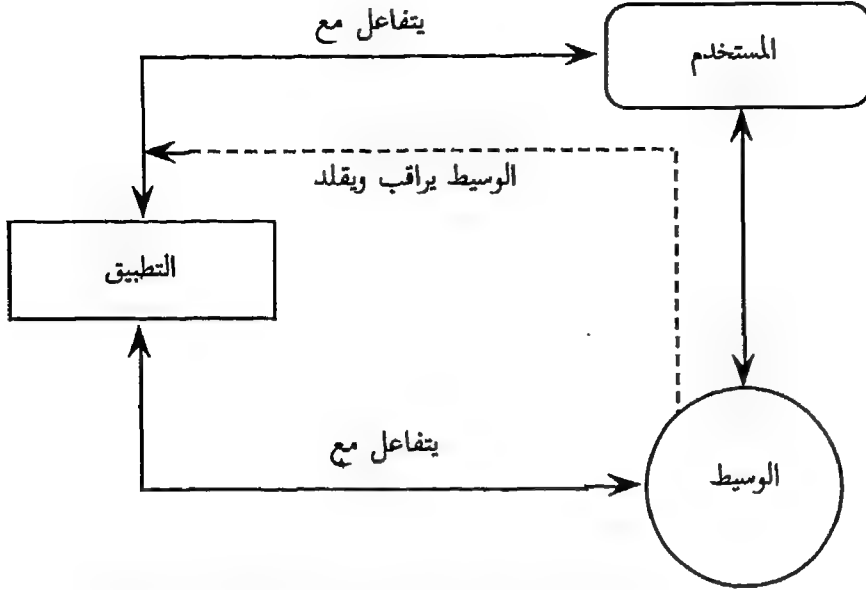 يتفاعل مع
المستخدم
الوسيط يراقب ويقلد
التطبيق
يتفاعل مع
الوسيط